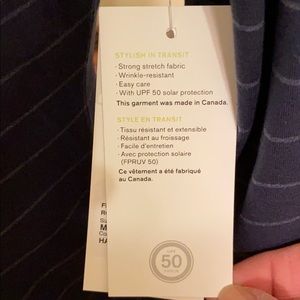 STYLISH IN TRANSIT
· Strong stretch fabric
· Wrinkle-resistant
· Easy care
· With UPF 50 solar protection
This garment was made in Canada.
STYLE EN TRANSIT
· Tissu résistant et extensible
· Résistant au froissage
· Facile d'entretien
· Avec protection solaire
(FPRUV 50)
Ce vêtement a été fabriqué
au Canada.
UPF
50